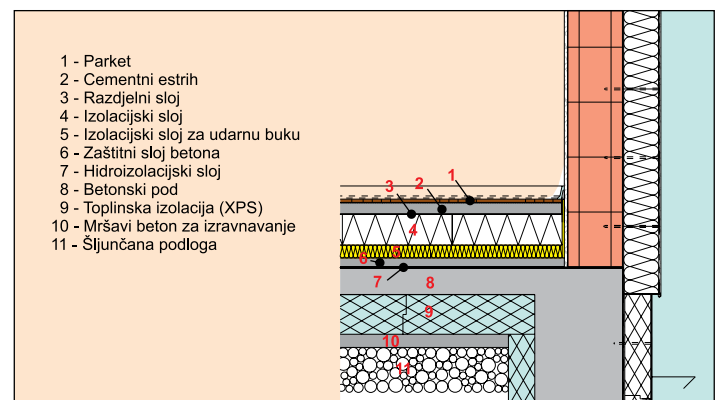 1 - Parket
2 - Cementni estrih
3 - Razdjelni sloj
4 - Izolacijski sloj
5 - Izolacijski sloj za udarnu buku
6 - Zaštitni sloj betona
7 - Hidroizolacijski sloj
8 - Betonski pod
9 - Toplinska izolacija (XPS)
10 - Mršavi beton za izravnavanje
11 - Šljunčana podloga
1
2
3
4
5
6
7
8
9
10
11